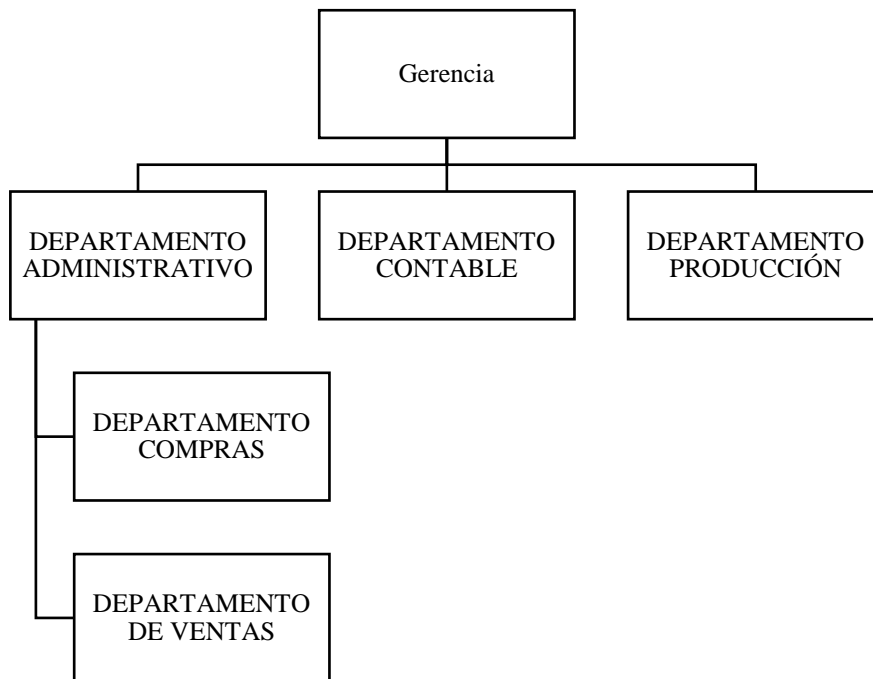 Gerencia
DEPARTAMENTO
ADMINISTRATIVO
DEPARTAMENTO
CONTABLE
DEPARTAMENTO
PRODUCCIÓN
DEPARTAMENTO
COMPRAS
DEPARTAMENTO
DE VENTAS